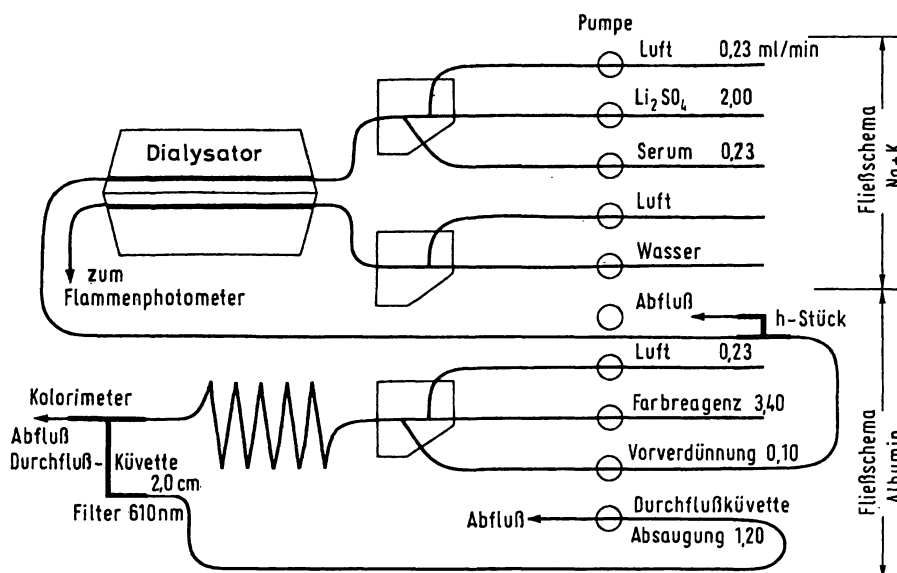 Pumpe
Luft 0,23 ml/min
Li₂SO₄ 2,00
Serum 0,23
Luft
Wasser
Fließschema
Na+K
Dialysator
zum
Flammenphotometer
Abfluß
h-Stück
Luft 0,23
Farbreagenz 3,40
Vorverdünnung 0,10
Durchflußküvette
Absaugung 1,20
Abfluß
Fließschema
Albumin
Kolorimeter
Abfluß
Durchfluß- Küvette
2,0 cm
Filter 610nm